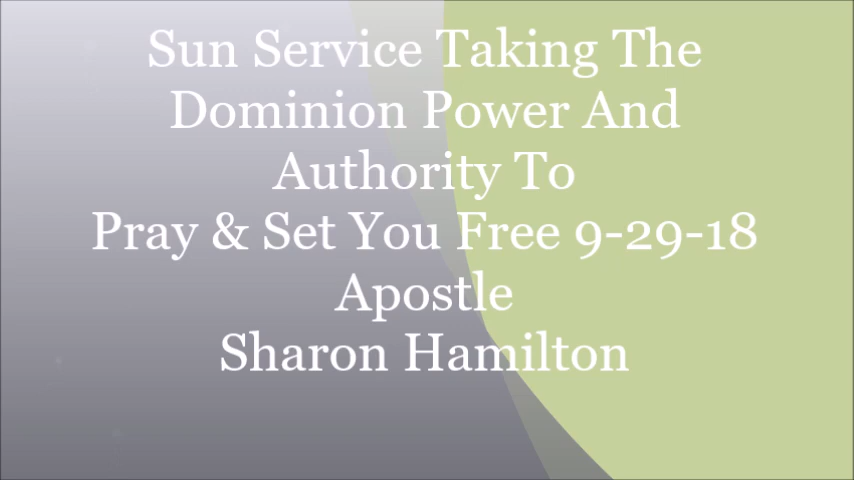 Sun Service Taking The
Dominion Power And
Authority To
Pray & Set You Free 9-29-18
Apostle
Sharon Hamilton